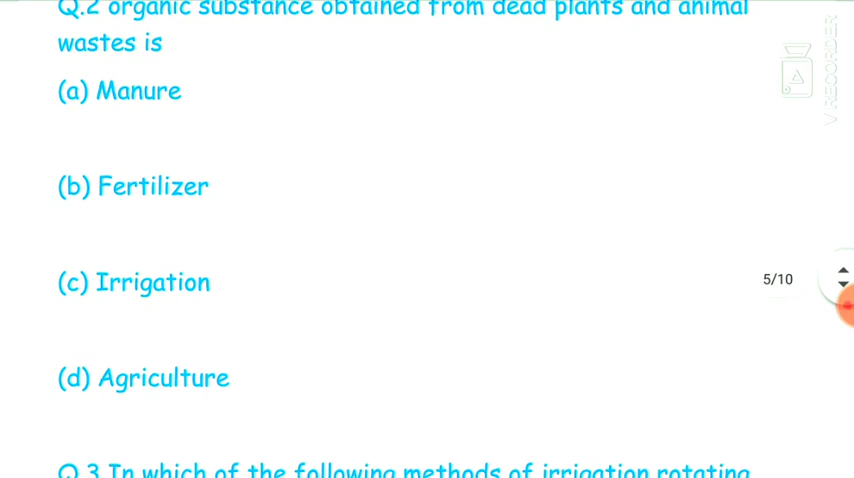 Q.2 organic substance obtained from dead plants and animal
wastes is
(a) Manure
(b) Fertilizer
(c) Irrigation
5/10
(d) Agriculture
Q.3 In which of the following methods of irrigation rotating
V RECORDER